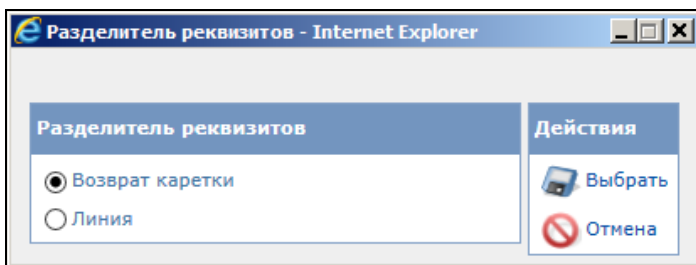 Разделитель реквизитов - Internet Explorer
Разделитель реквизитов
Действия
Возврат каретки
Выбрать
Линия
Отмена